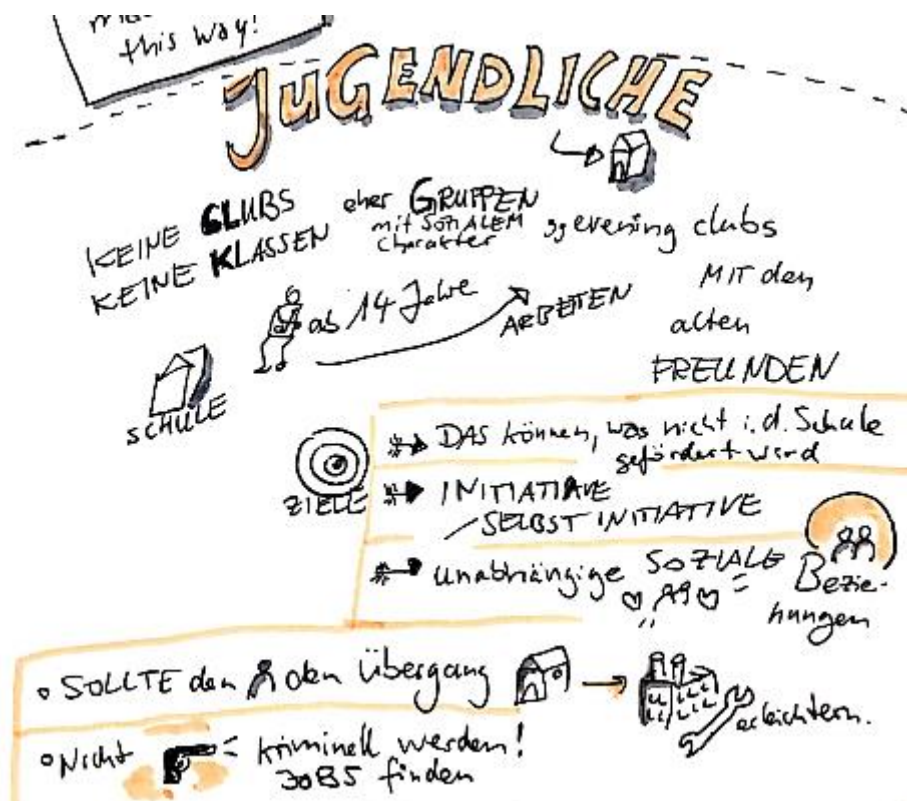 this way!
JUGENDLICHE
KEINE CLUBS
KEINE KLASSEN
eher GRUPPEN
mit SOZIALEM
Charakter
evening clubs
MIT den
alten
FREUNDEN
ab 14 Jahre
ARBEITEN
SCHULE
ZIELE
DAS können, was nicht i.d. Schule
gefördert wird
INITIATIVE
/SELBSTINITIATIVE
unabhängige SOZIALE
Bezie-
hungen
SOLLTE den den Übergang
erleichtern.
Nicht kriminell werden!
JOBS finden